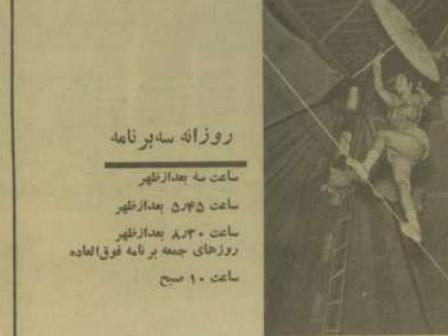 روزانه سه برنامه
ساعت سه بعدازظهر
ساعت ۵٫۴۵ بعدازظهر
ساعت ۸٫۳۰ بعدازظهر
روزهای جمعه برنامه فوق‌العاده
ساعت ۱۰ صبح